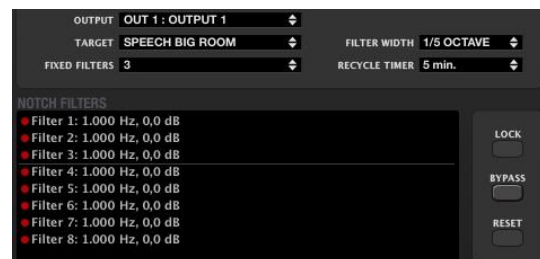 OUTPUT OUT 1 : OUTPUT 1
TARGET SPEECH BIG ROOM FILTER WIDTH 1/5 OCTAVE
FIXED FILTERS 3 RECYCLE TIMER 5 min.
NOTCH FILTERS
Filter 1: 1.000 Hz, 0,0 dB
Filter 2: 1.000 Hz, 0,0 dB
Filter 3: 1.000 Hz, 0,0 dB
Filter 4: 1.000 Hz, 0,0 dB
Filter 5: 1.000 Hz, 0,0 dB
Filter 6: 1.000 Hz, 0,0 dB
Filter 7: 1.000 Hz, 0,0 dB
Filter 8: 1.000 Hz, 0,0 dB
LOCK
BYPASS
RESET